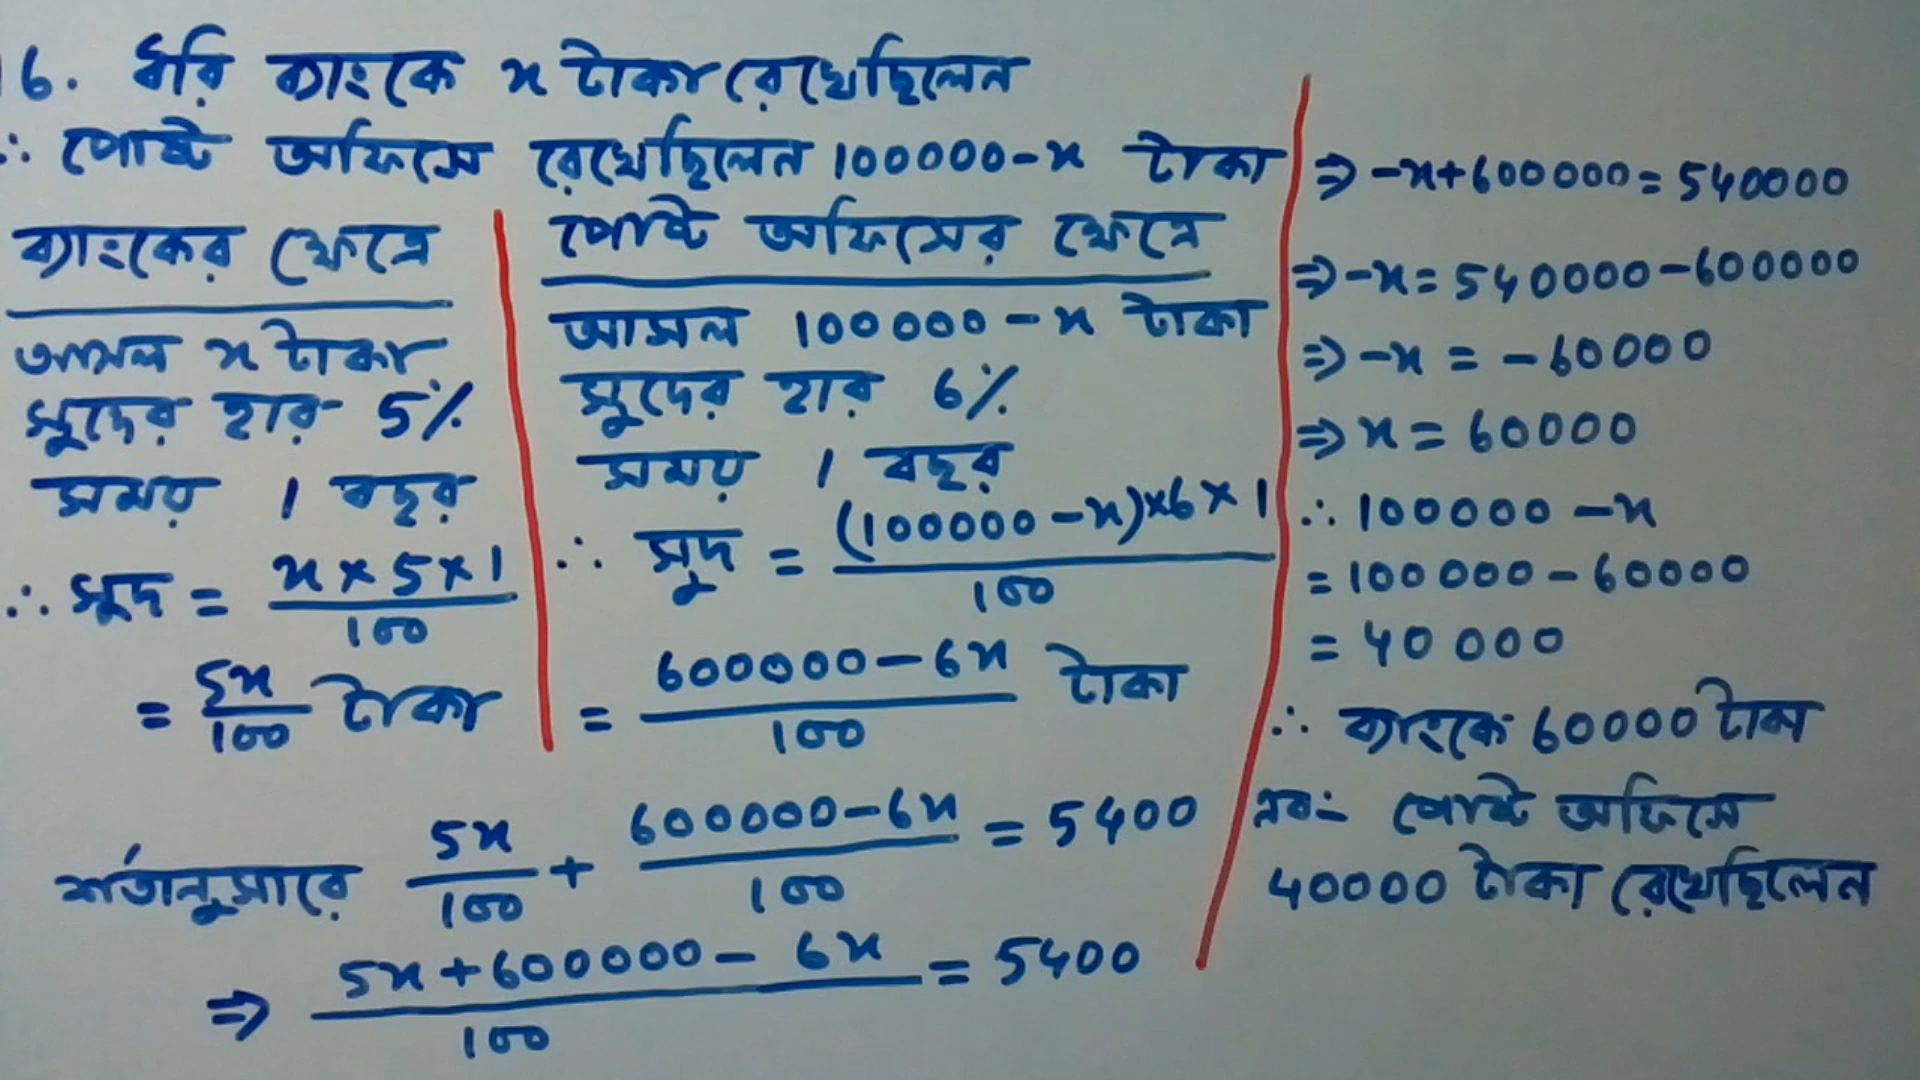 16. ধরি ব্যাংকে x টাকা রেখেছিলেন
∴ পোষ্ট অফিসে রেখেছিলেন 100000-x টাকা
ব্যাংকের ক্ষেত্রে
আসল x টাকা
সুদের হার 5%
সময় 1 বছর
∴ সুদ = (x × 5 × 1)/100
= 5x/100 টাকা
পোষ্ট অফিসের ক্ষেত্রে
আসল 100000 - x টাকা
সুদের হার 6%
সময় 1 বছর
∴ সুদ = ((100000 - x)×6×1)/100
= (600000 - 6x)/100 টাকা
শর্তানুসারে 5x/100 + (600000 - 6x)/100 = 5400
⇒ (5x + 600000 - 6x)/100 = 5400
⇒ -x+600000 = 540000
⇒ -x = 540000 - 600000
⇒ -x = -60000
⇒ x = 60000
∴ 100000 - x
= 100000 - 60000
= 40000
∴ ব্যাংকে 60000 টাকা
এবং পোষ্ট অফিসে
40000 টাকা রেখেছিলেন